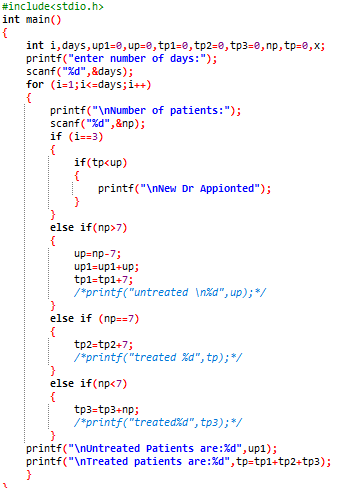 #include<stdio.h>
int main()
{
int i,days,up1=0,up=0,tp1=0,tp2=0,tp3=0,np,tp=0,x;
printf("enter number of days:");
scanf("%d",&days);
for (i=1;i<=days;i++)
{
printf("\nNumber of patients:");
scanf("%d",&np);
if (i==3)
{
if(tp<up)
{
printf("\nNew Dr Appionted");
}
}
else if(np>7)
{
up=np-7;
up1=up1+up;
tp1=tp1+7;
/*printf("untreated \n%d",up);*/
}
else if (np==7)
{
tp2=tp2+7;
/*printf("treated %d",tp);*/
}
else if(np<7)
{
tp3=tp3+np;
/*printf("treated%d",tp3);*/
}
printf("\nUntreated Patients are:%d",up1);
printf("\nTreated patients are:%d",tp=tp1+tp2+tp3);
}
}